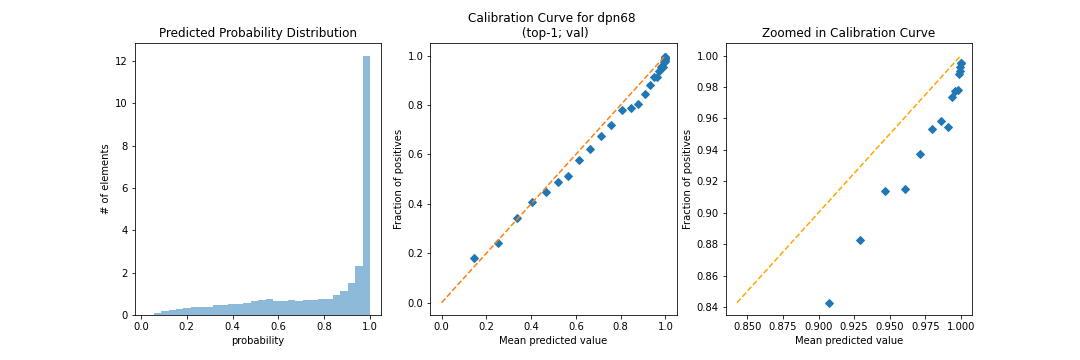 Predicted Probability Distribution
# of elements
12
10
8
6
4
2
0
0.0 0.2 0.4 0.6 0.8 1.0
probability
Calibration Curve for dpn68
(top-1; val)
Fraction of positives
1.0
0.8
0.6
0.4
0.2
0.0
0.0 0.2 0.4 0.6 0.8 1.0
Mean predicted value
Zoomed in Calibration Curve
Fraction of positives
1.00
0.98
0.96
0.94
0.92
0.90
0.88
0.86
0.84
0.850 0.875 0.900 0.925 0.950 0.975 1.000
Mean predicted value